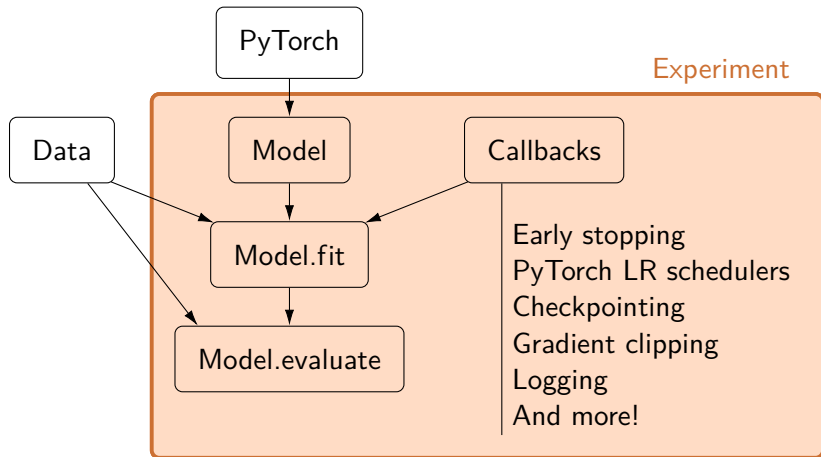 PyTorch
Experiment
Data
Model
Callbacks
Model.fit
Model.evaluate
Early stopping
PyTorch LR schedulers
Checkpointing
Gradient clipping
Logging
And more!